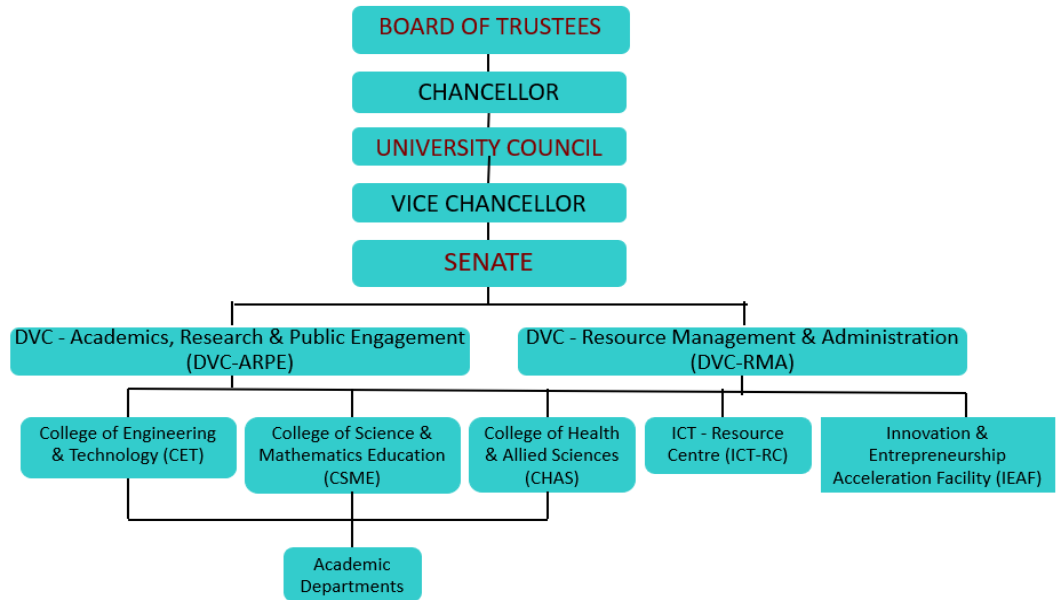 BOARD OF TRUSTEES
CHANCELLOR
UNIVERSITY COUNCIL
VICE CHANCELLOR
SENATE
DVC - Academics, Research & Public Engagement
(DVC-ARPE)
DVC - Resource Management & Administration
(DVC-RMA)
College of Engineering
& Technology (CET)
College of Science &
Mathematics Education
(CSME)
College of Health
& Allied Sciences
(CHAS)
ICT - Resource
Centre (ICT-RC)
Innovation &
Entrepreneurship
Acceleration Facility (IEAF)
Academic
Departments